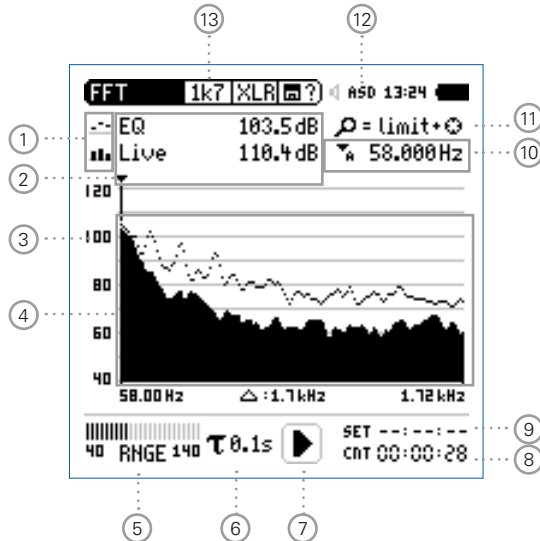 13 12
FFT 1k7 XLR ? ASD 13:24
1 EQ 103.5dB = limit+ 11
Live 110.4dB A 58.000Hz 10
2
120
3 100
80
4
60
40
58.00Hz △:1.7kHz 1.72kHz
40 RNGE 140 τ 0.1s SET --:--:-- 9
CNT 00:00:28 8
5 6 7